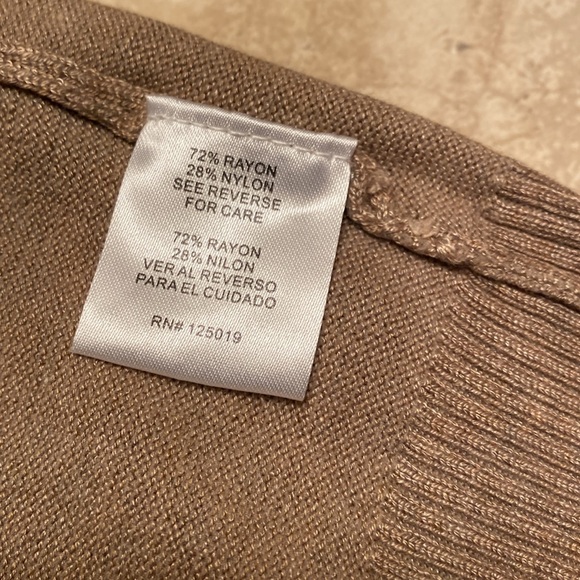 72% RAYON
28% NYLON
SEE REVERSE
FOR CARE
72% RAYON
28% NILON
VER AL REVERSO
PARA EL CUIDADO
RN# 125019